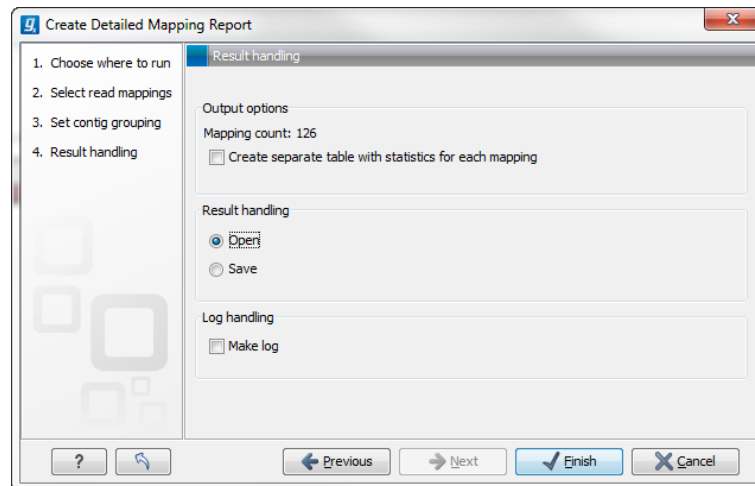 Create Detailed Mapping Report
1. Choose where to run
2. Select read mappings
3. Set contig grouping
4. Result handling
Result handling
Output options
Mapping count: 126
Create separate table with statistics for each mapping
Result handling
Open
Save
Log handling
Make log
?
Previous
Next
Finish
Cancel